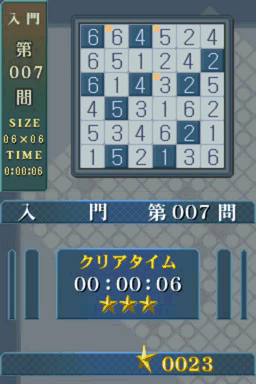 入門
第
007
問
SIZE
06×06
TIME
0:00:06
6 6 4 5 2 4
6 5 1 2 4 2
6 1 4 3 2 5
4 5 3 1 6 2
5 3 4 6 2 1
1 5 2 1 3 6
入 門 第007問
クリアタイム
00:00:06
0023